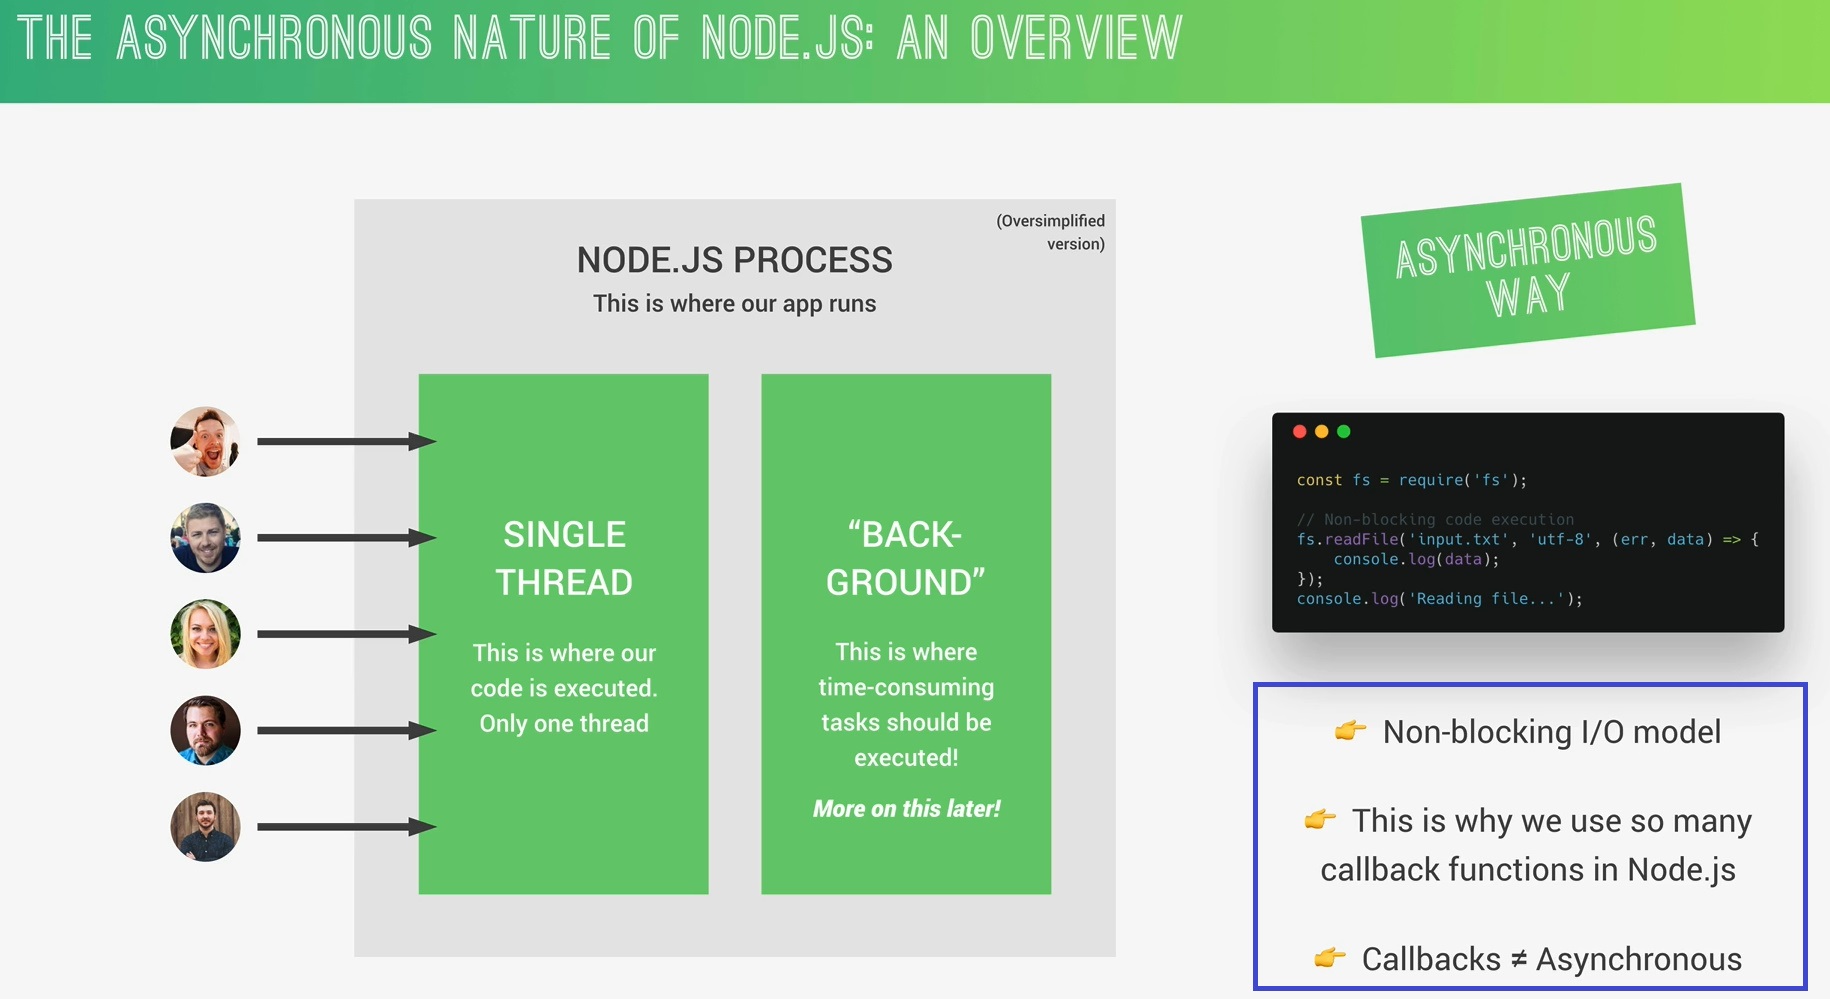 THE ASYNCHRONOUS NATURE OF NODE.JS: AN OVERVIEW
(Oversimplified
version)
NODE.JS PROCESS
This is where our app runs
SINGLE
THREAD
This is where our
code is executed.
Only one thread
“BACK-
GROUND”
This is where
time-consuming
tasks should be
executed!
More on this later!
ASYNCHRONOUS
WAY
const fs = require('fs');
// Non-blocking code execution
fs.readFile('input.txt', 'utf-8', (err, data) => {
    console.log(data);
});
console.log('Reading file...');
👉 Non-blocking I/O model
👉 This is why we use so many
callback functions in Node.js
👉 Callbacks ≠ Asynchronous